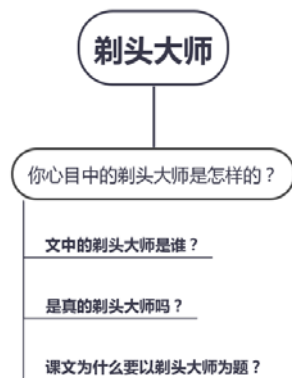 剃头大师
你心目中的剃头大师是怎样的？
文中的剃头大师是谁？
是真的剃头大师吗？
课文为什么要以剃头大师为题？